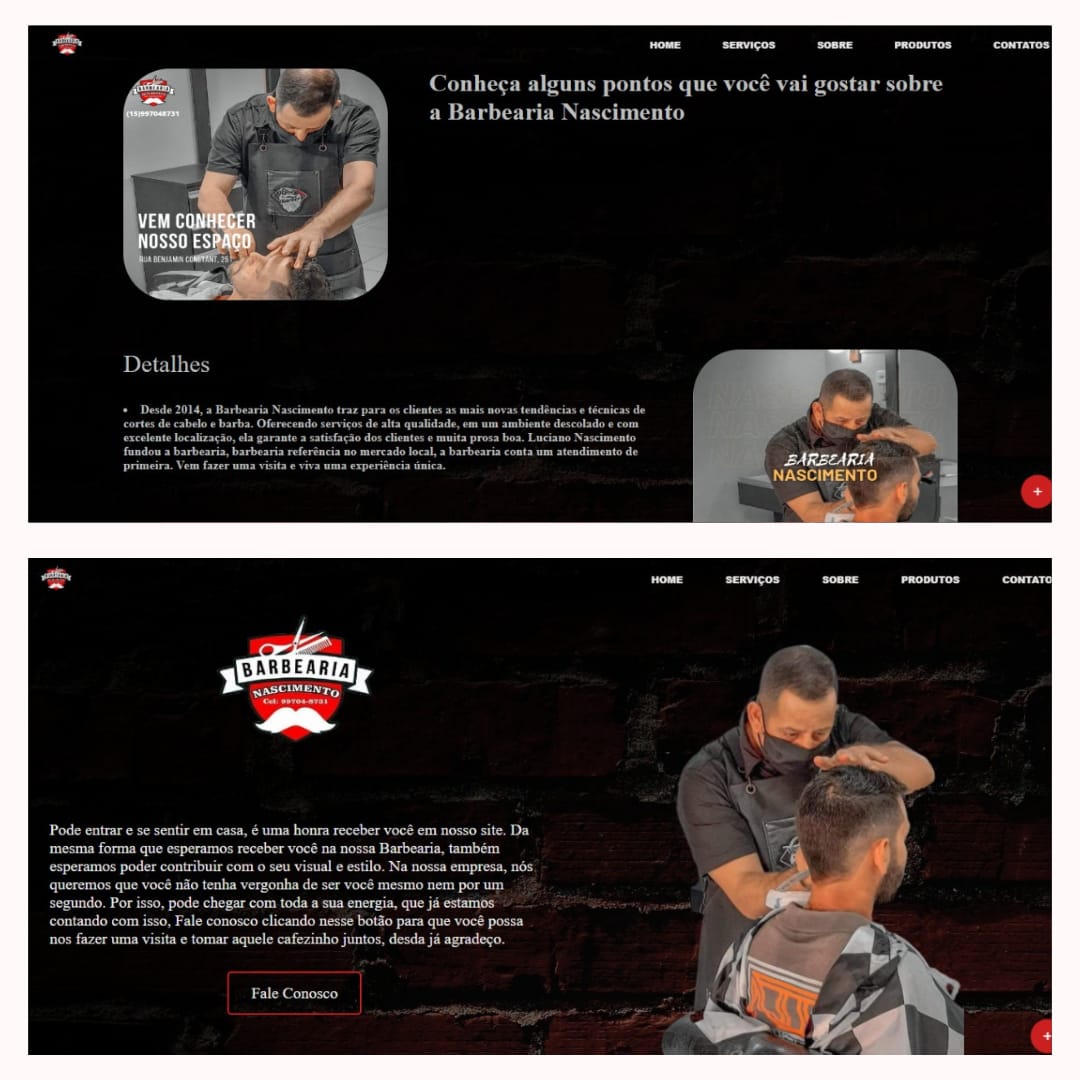 HOME SERVIÇOS SOBRE PRODUTOS CONTATOS
BARBEARIA
(15)997048731
VEM CONHECER
NOSSO ESPAÇO
RUA BENJAMIN CONSTANT, 25
Conheça alguns pontos que você vai gostar sobre
a Barbearia Nascimento
Detalhes
• Desde 2014, a Barbearia Nascimento traz para os clientes as mais novas tendências e técnicas de
cortes de cabelo e barba. Oferecendo serviços de alta qualidade, em um ambiente descolado e com
excelente localização, ela garante a satisfação dos clientes e muita prosa boa. Luciano Nascimento
fundou a barbearia, barbearia referência no mercado local, a barbearia conta um atendimento de
primeira. Vem fazer uma visita e viva uma experiência única.
BARBEARIA
NASCIMENTO
+
HOME SERVIÇOS SOBRE PRODUTOS CONTATO
BARBEARIA
NASCIMENTO
Cel: 99704-8731
Pode entrar e se sentir em casa, é uma honra receber você em nosso site. Da
mesma forma que esperamos receber você na nossa Barbearia, também
esperamos poder contribuir com o seu visual e estilo. Na nossa empresa, nós
queremos que você não tenha vergonha de ser você mesmo nem por um
segundo. Por isso, pode chegar com toda a sua energia, que já estamos
contando com isso, Fale conosco clicando nesse botão para que você possa
nos fazer uma visita e tomar aquele cafezinho juntos, desda já agradeço.
Fale Conosco
+